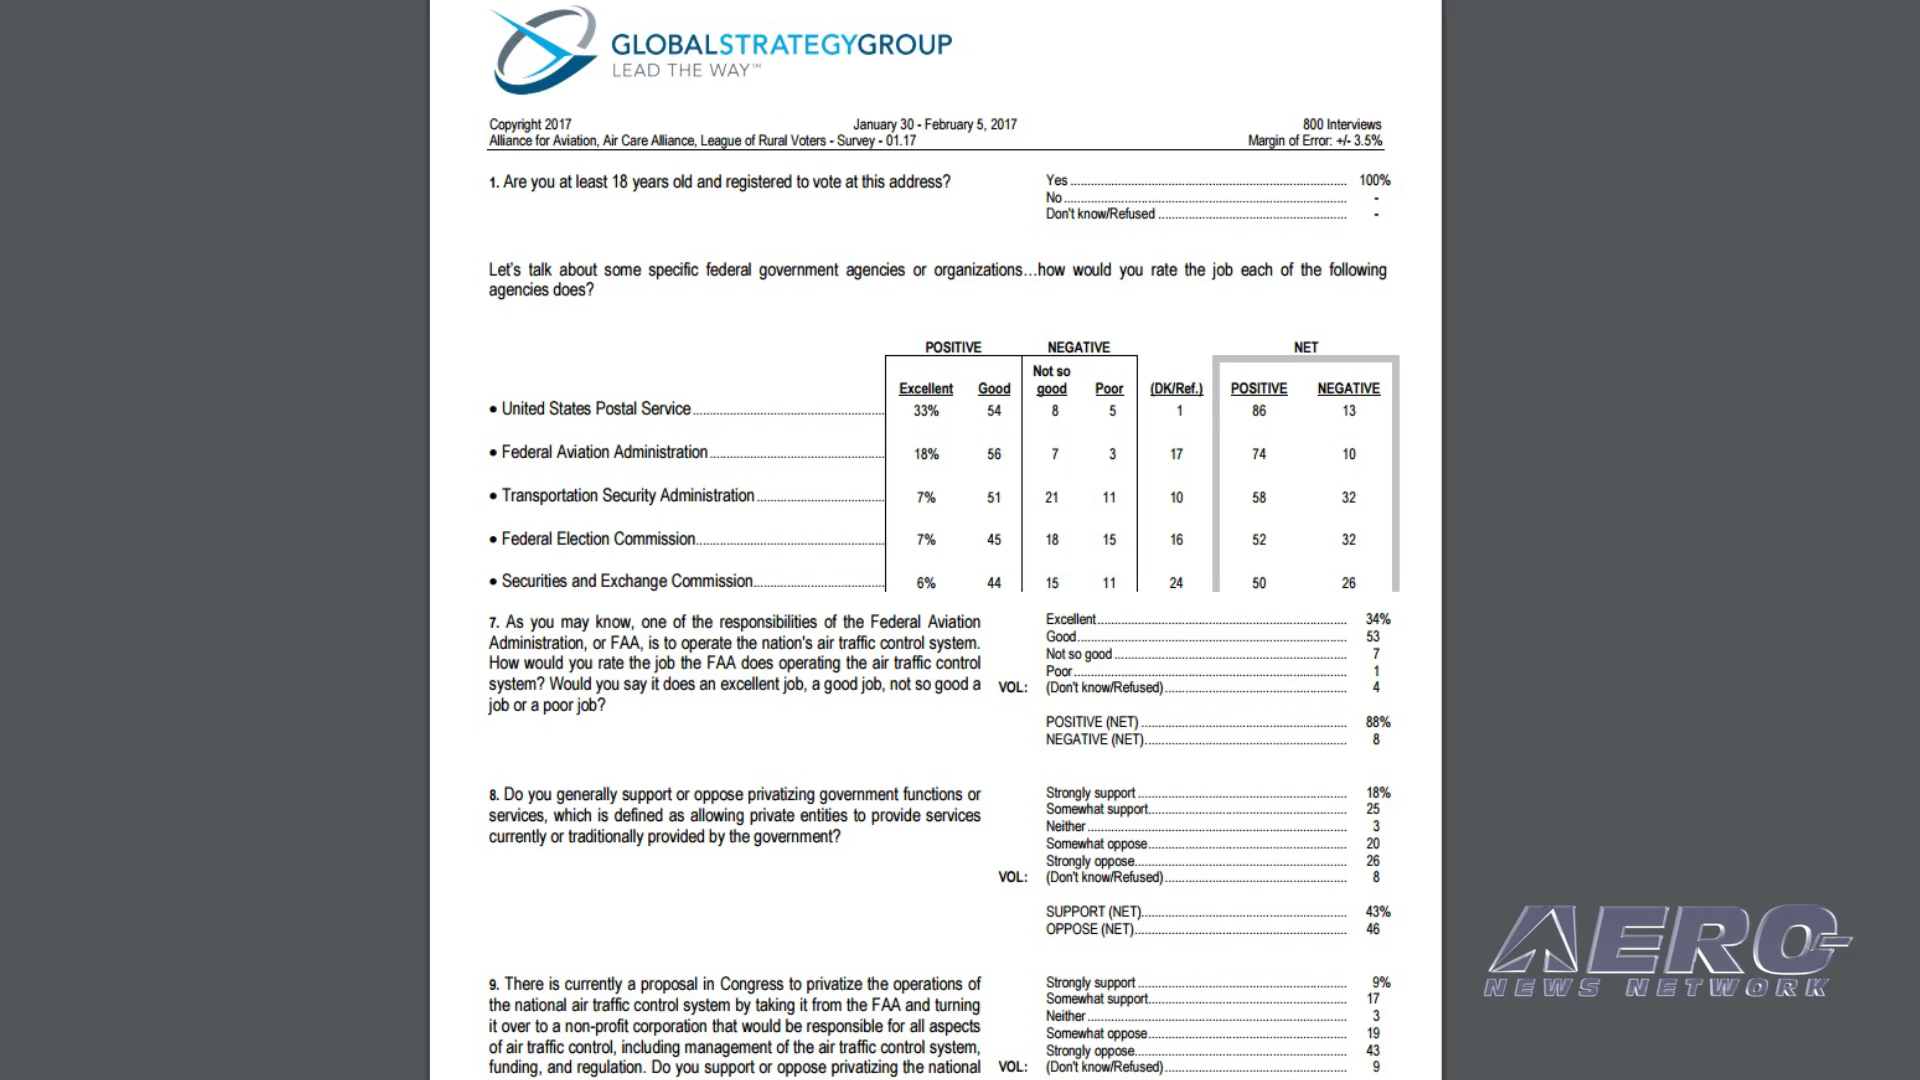 GLOBALSTRATEGYGROUP
LEAD THE WAY℠
Copyright 2017 January 30 - February 5, 2017 800 Interviews
Alliance for Aviation, Air Care Alliance, League of Rural Voters - Survey - 01.17 Margin of Error: +/- 3.5%
1. Are you at least 18 years old and registered to vote at this address?
Yes 100%
No -
Don't know/Refused -
Let's talk about some specific federal government agencies or organizations...how would you rate the job each of the following
agencies does?
POSITIVE NEGATIVE NET
Excellent Good Not so good Poor (DK/Ref.) POSITIVE NEGATIVE
• United States Postal Service 33% 54 8 5 1 86 13
• Federal Aviation Administration 18% 56 7 3 17 74 10
• Transportation Security Administration 7% 51 21 11 10 58 32
• Federal Election Commission 7% 45 18 15 16 52 32
• Securities and Exchange Commission 6% 44 15 11 24 50 26
7. As you may know, one of the responsibilities of the Federal Aviation
Administration, or FAA, is to operate the nation's air traffic control system.
How would you rate the job the FAA does operating the air traffic control
system? Would you say it does an excellent job, a good job, not so good a
job or a poor job?
Excellent 34%
Good 53
Not so good 7
Poor 1
VOL: (Don't know/Refused) 4
POSITIVE (NET) 88%
NEGATIVE (NET) 8
8. Do you generally support or oppose privatizing government functions or
services, which is defined as allowing private entities to provide services
currently or traditionally provided by the government?
Strongly support 18%
Somewhat support 25
Neither 3
Somewhat oppose 20
Strongly oppose 26
VOL: (Don't know/Refused) 8
SUPPORT (NET) 43%
OPPOSE (NET) 46
9. There is currently a proposal in Congress to privatize the operations of
the national air traffic control system by taking it from the FAA and turning
it over to a non-profit corporation that would be responsible for all aspects
of air traffic control, including management of the air traffic control system,
funding, and regulation. Do you support or oppose privatizing the national
Strongly support 9%
Somewhat support 17
Neither 3
Somewhat oppose 19
Strongly oppose 43
VOL: (Don't know/Refused) 9
AERO
NEWS NETWORK